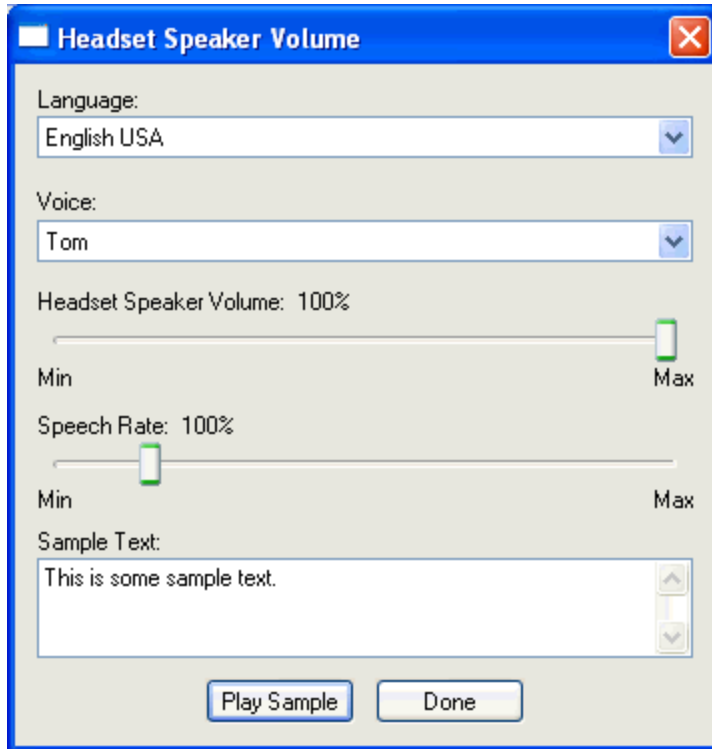 Headset Speaker Volume
Language:
English USA
Voice:
Tom
Headset Speaker Volume: 100%
Min Max
Speech Rate: 100%
Min Max
Sample Text:
This is some sample text.
Play Sample Done